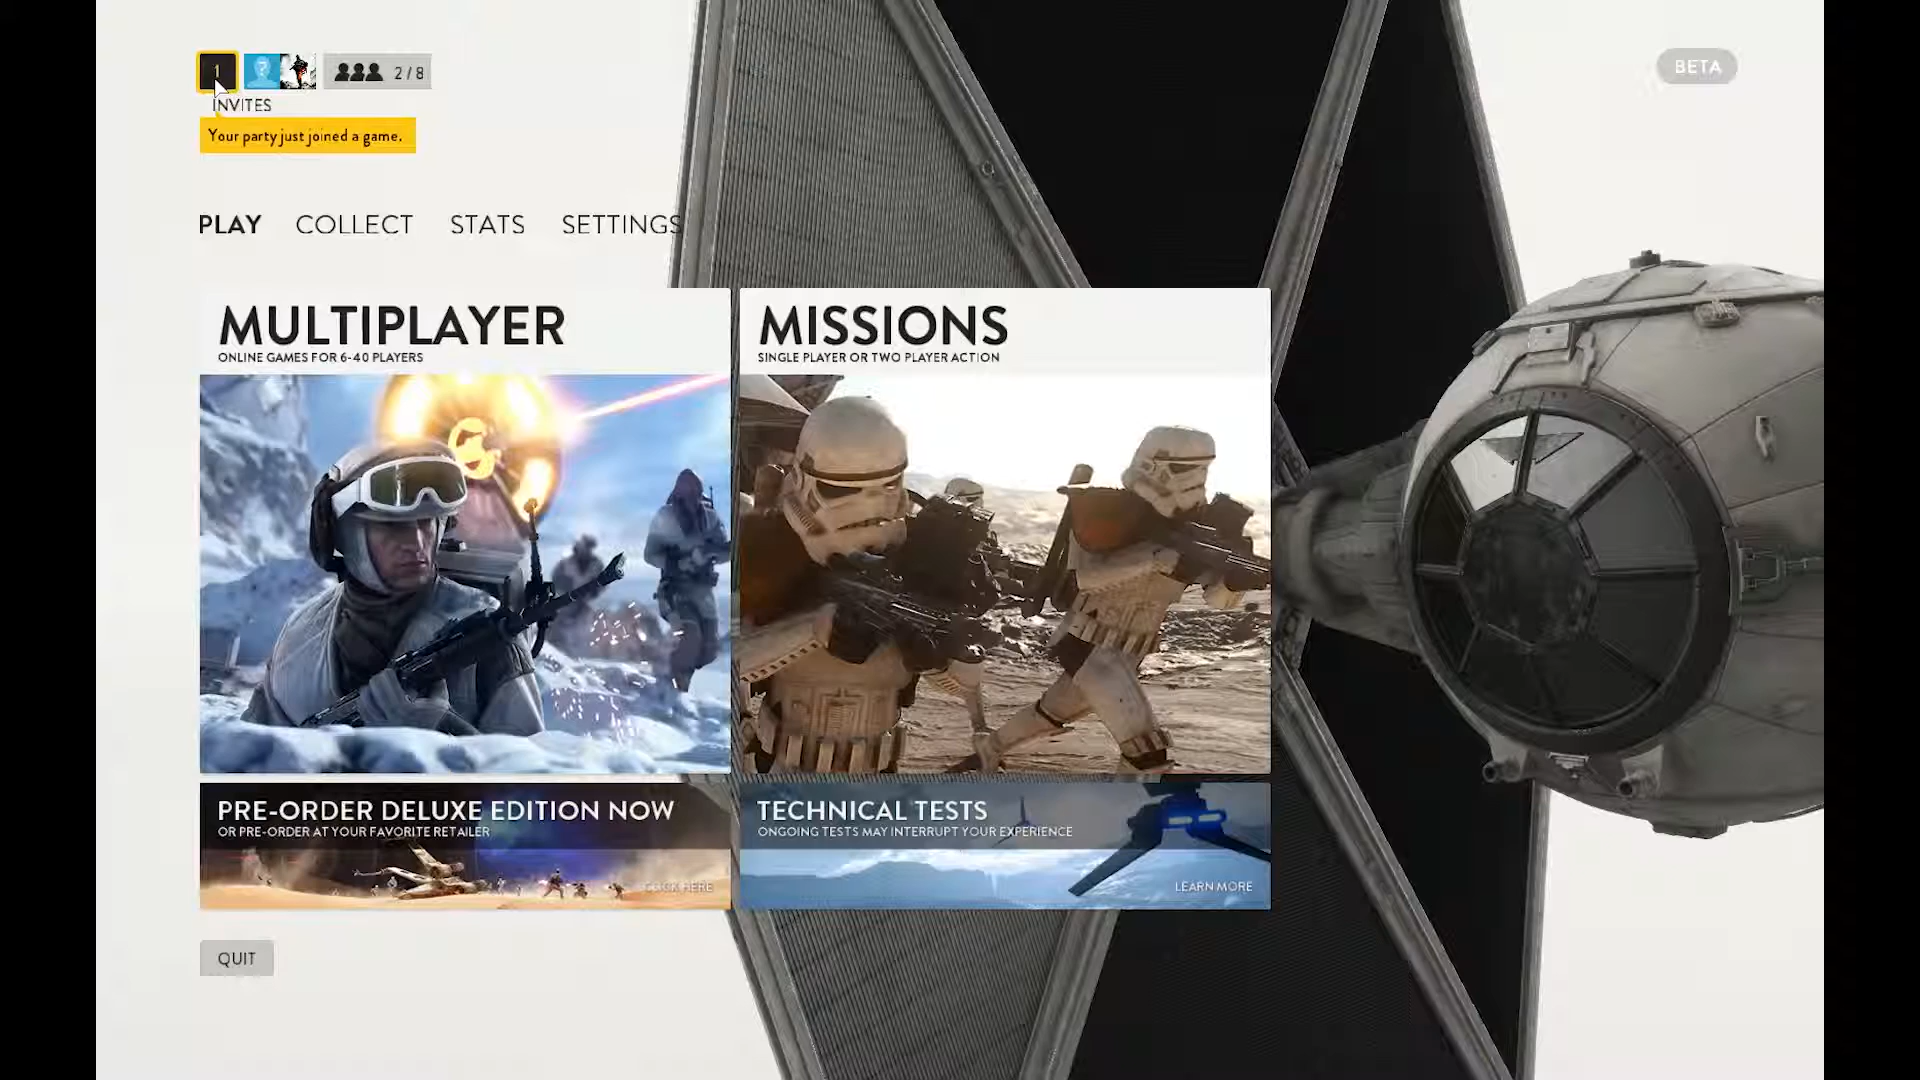 1
2 / 8
BETA
INVITES
Your party just joined a game.
PLAY
COLLECT
STATS
SETTINGS
MULTIPLAYER
ONLINE GAMES FOR 6-40 PLAYERS
MISSIONS
SINGLE PLAYER OR TWO PLAYER ACTION
PRE-ORDER DELUXE EDITION NOW
OR PRE-ORDER AT YOUR FAVORITE RETAILER
CLICK HERE
TECHNICAL TESTS
ONGOING TESTS MAY INTERRUPT YOUR EXPERIENCE
LEARN MORE
QUIT